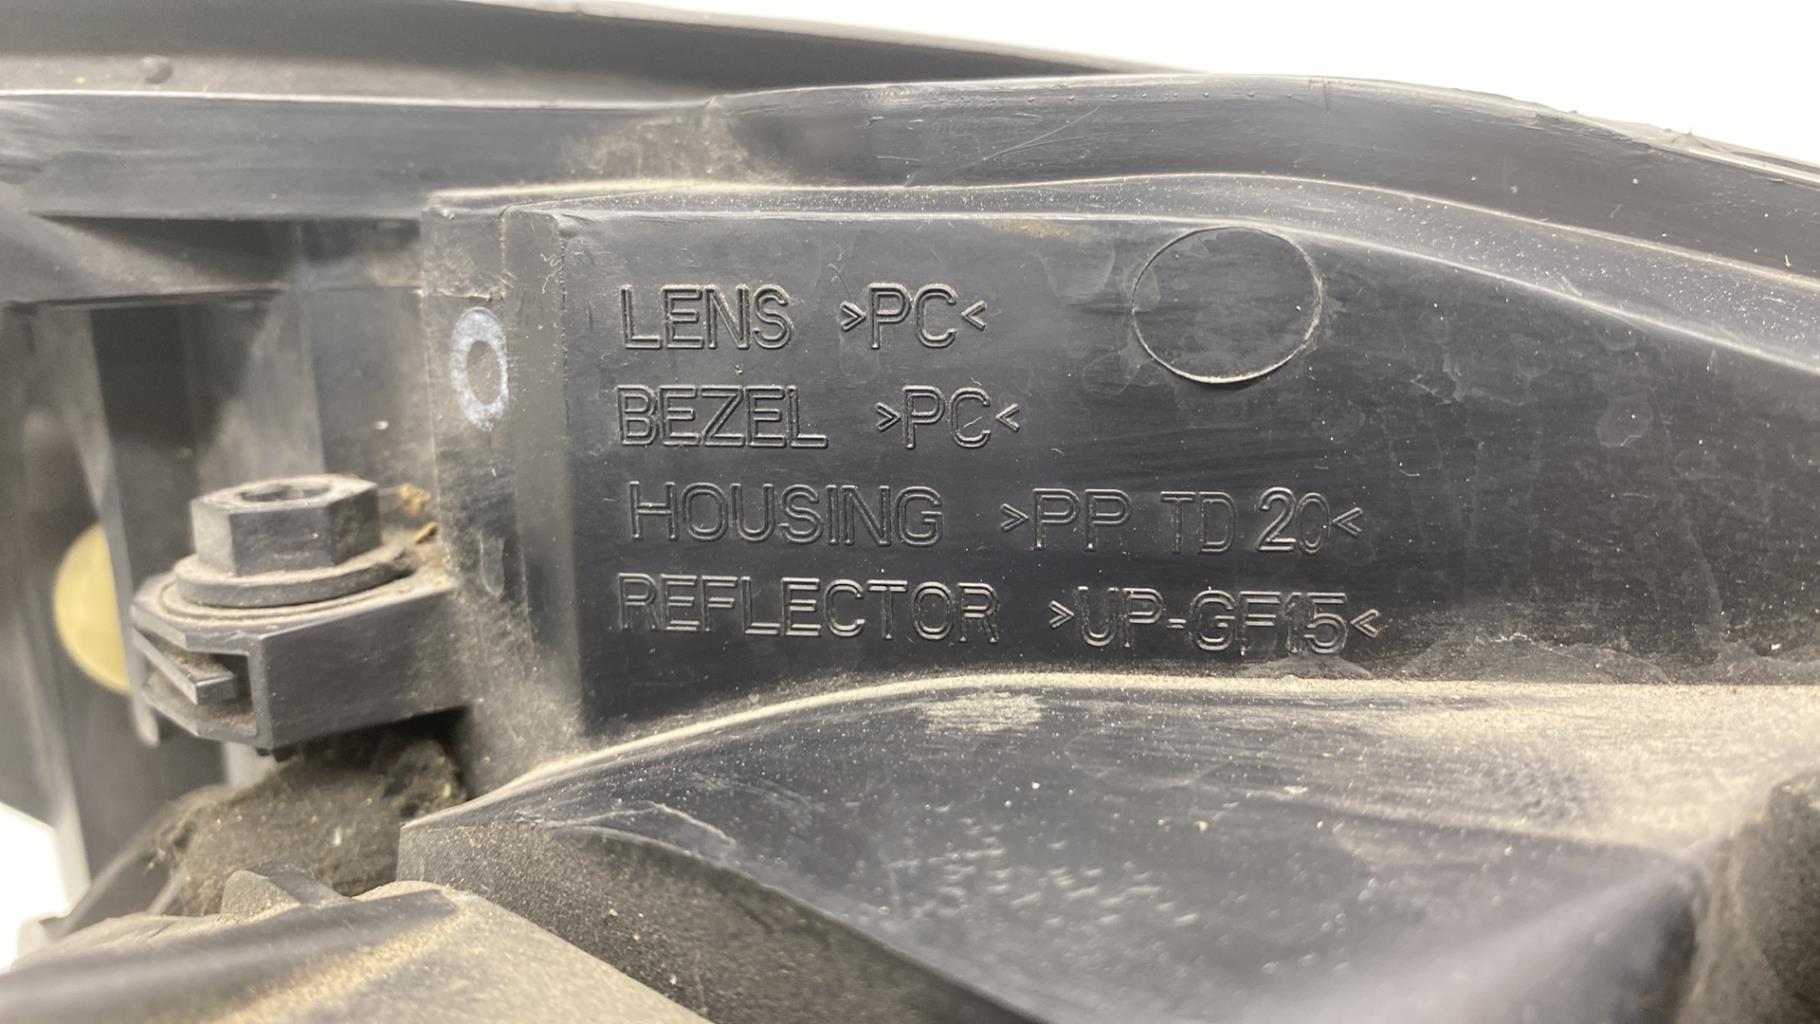 LENS >PC<
BEZEL >PC<
HOUSING >PP TD 20<
REFLECTOR >UP-GF15<